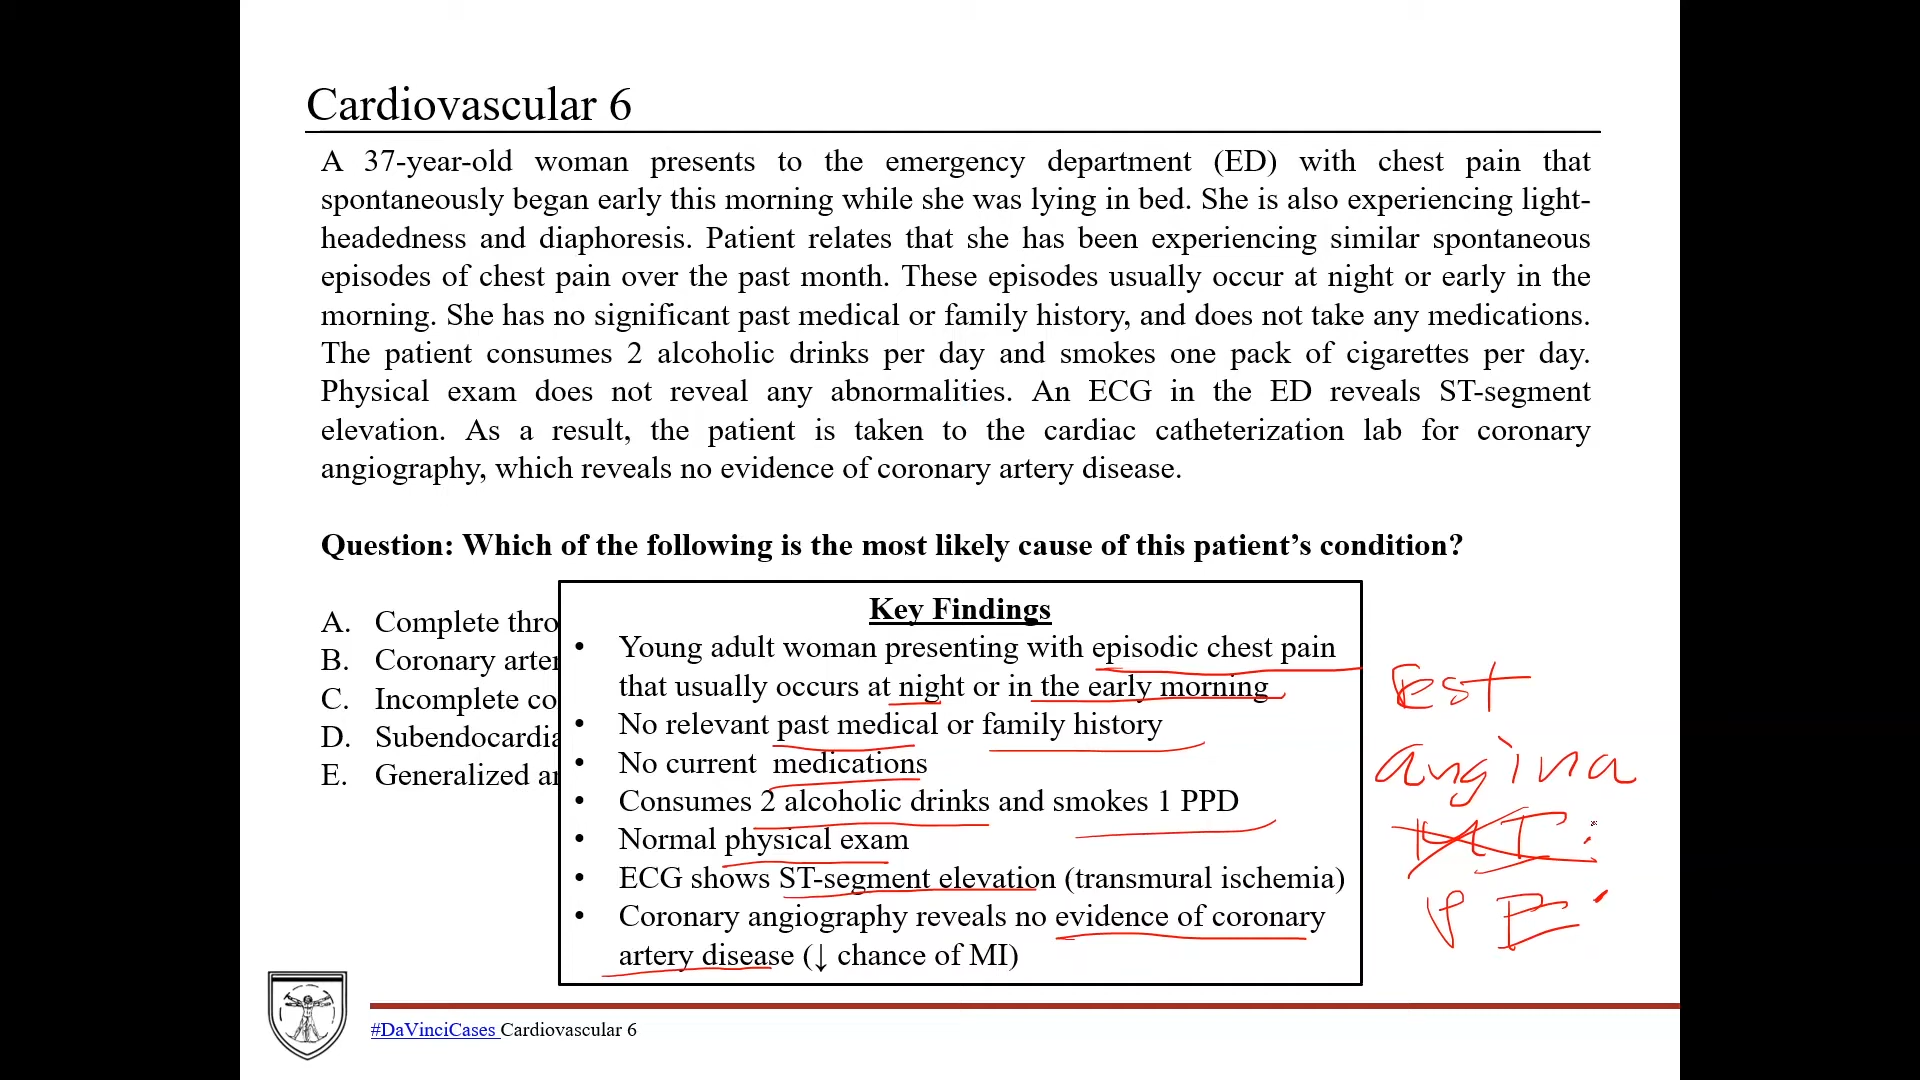 Cardiovascular 6
A 37-year-old woman presents to the emergency department (ED) with chest pain that
spontaneously began early this morning while she was lying in bed. She is also experiencing light-
headedness and diaphoresis. Patient relates that she has been experiencing similar spontaneous
episodes of chest pain over the past month. These episodes usually occur at night or early in the
morning. She has no significant past medical or family history, and does not take any medications.
The patient consumes 2 alcoholic drinks per day and smokes one pack of cigarettes per day.
Physical exam does not reveal any abnormalities. An ECG in the ED reveals ST-segment
elevation. As a result, the patient is taken to the cardiac catheterization lab for coronary
angiography, which reveals no evidence of coronary artery disease.
Question: Which of the following is the most likely cause of this patient’s condition?
A. Complete thro
B. Coronary arter
C. Incomplete co
D. Subendocardia
E. Generalized
Key Findings
• Young adult woman presenting with episodic chest pain
that usually occurs at night or in the early morning
• No relevant past medical or family history
• No current medications
• Consumes 2 alcoholic drinks and smokes 1 PPD
• Normal physical exam
• ECG shows ST-segment elevation (transmural ischemia)
• Coronary angiography reveals no evidence of coronary
artery disease (↓ chance of MI)
angina
MI
PE
#DaVinciCases Cardiovascular 6